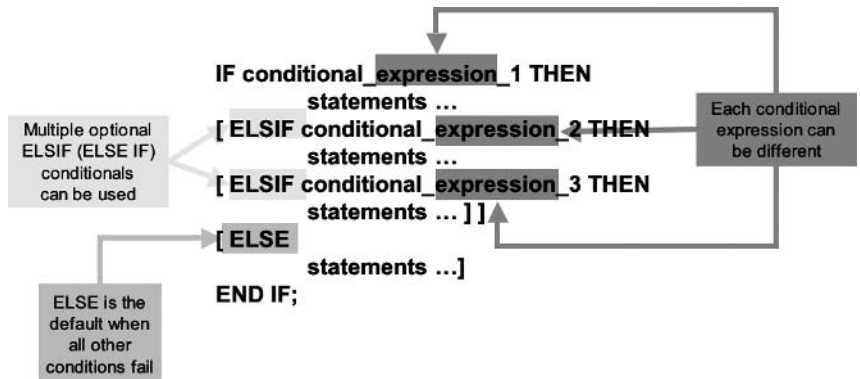 IF conditional_expression_1 THEN
statements ...
[ ELSIF conditional_expression_2 THEN
statements ...
[ ELSIF conditional_expression_3 THEN
statements ... ] ]
[ ELSE
statements ...]
END IF;
Multiple optional
ELSIF (ELSE IF)
conditionals
can be used
ELSE is the
default when
all other
conditions fail
Each conditional
expression can
be different